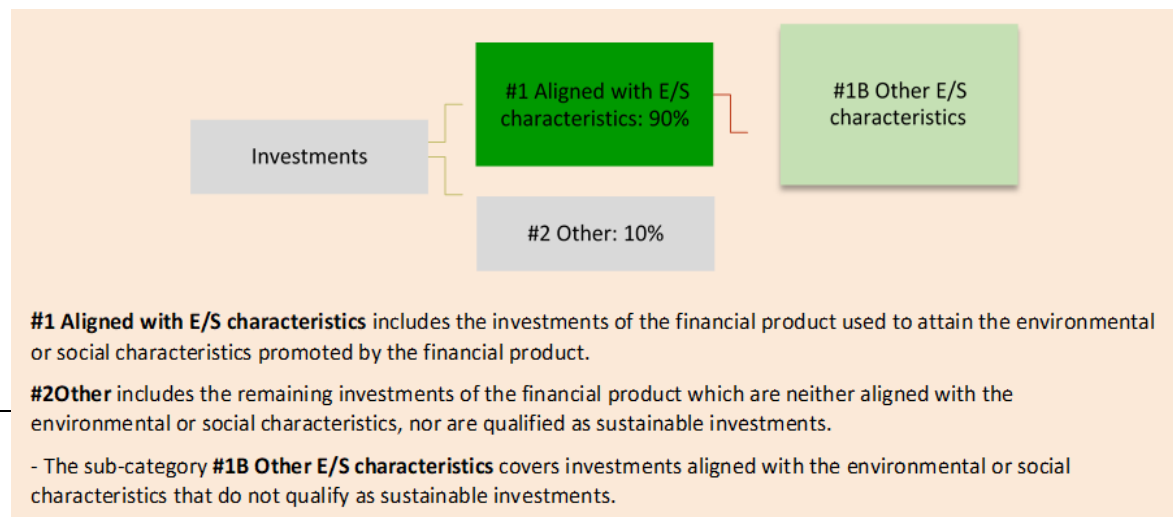 #1 Aligned with E/S
characteristics: 90%
#1B Other E/S
characteristics
Investments
#2 Other: 10%
#1 Aligned with E/S characteristics includes the investments of the financial product used to attain the environmental
or social characteristics promoted by the financial product.
#2Other includes the remaining investments of the financial product which are neither aligned with the
environmental or social characteristics, nor are qualified as sustainable investments.
- The sub-category #1B Other E/S characteristics covers investments aligned with the environmental or social
characteristics that do not qualify as sustainable investments.